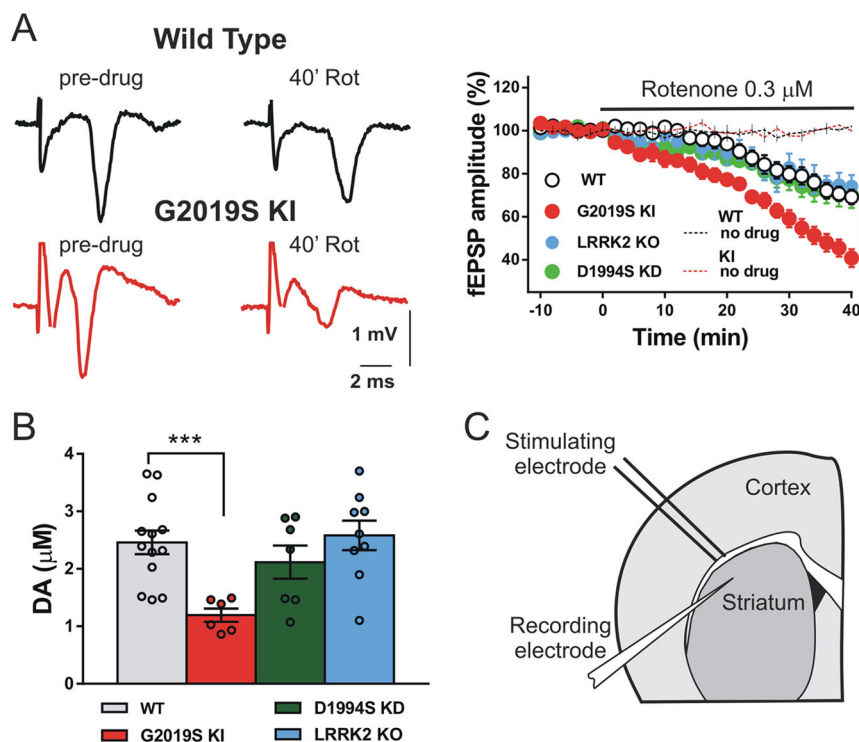 A
Wild Type
pre-drug
40' Rot
G2019S KI
pre-drug
40' Rot
1 mV
2 ms
fEPSP amplitude (%)
120
100
80
60
40
Rotenone 0.3 μM
WT
G2019S KI
LRRK2 KO
D1994S KD
WT
no drug
KI
no drug
-10
0
10
20
30
40
Time (min)
B
DA (μM)
4
3
2
1
0
***
WT
G2019S KI
D1994S KD
LRRK2 KO
C
Stimulating
electrode
Cortex
Striatum
Recording
electrode